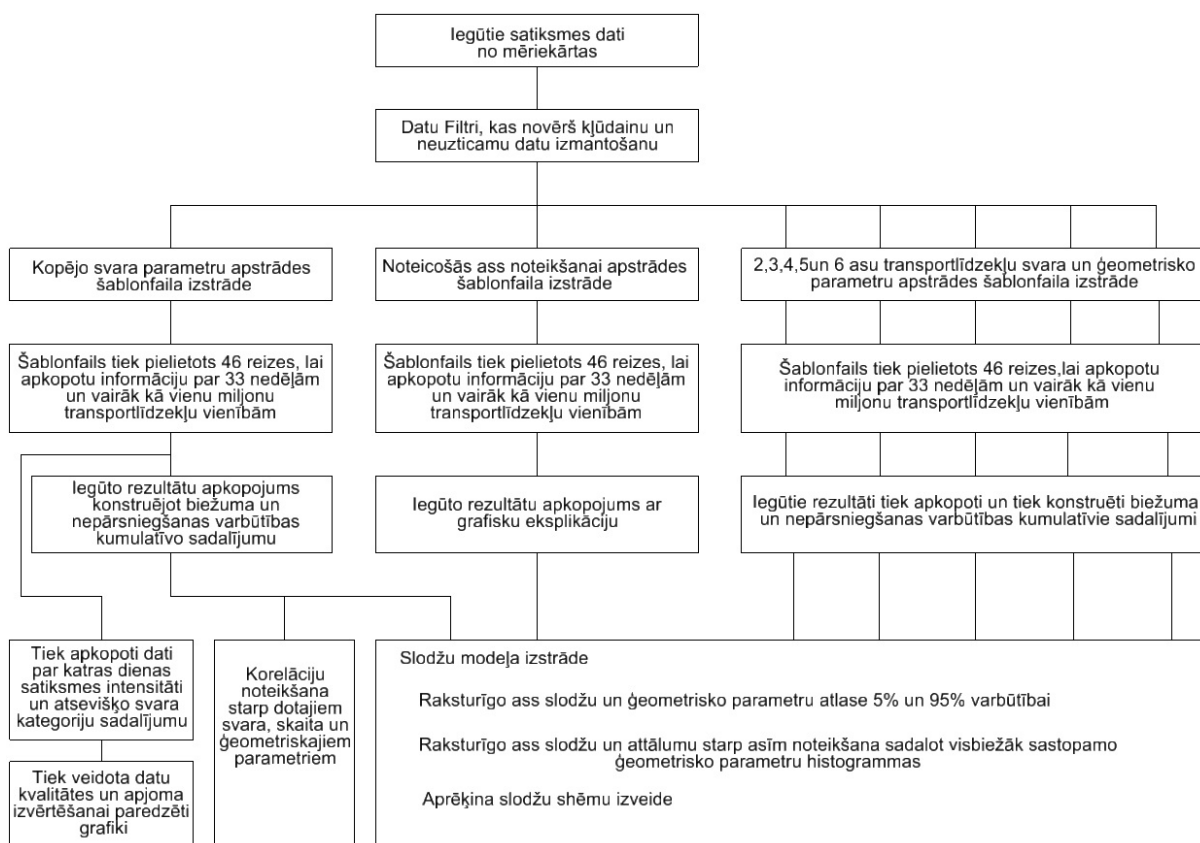 Iegūtie satiksmes dati
no mēriekārtas
Datu Filtri, kas novērš kļūdainu un
neuzticamu datu izmantošanu
Kopējo svara parametru apstrādes
šablonfaila izstrāde
Noteicošās ass noteikšanai apstrādes
šablonfaila izstrāde
2,3,4,5un 6 asu transportlīdzekļu svara un ģeometrisko
parametru apstrādes šablonfaila izstrāde
Šablonfails tiek pielietots 46 reizes, lai
apkopotu informāciju par 33 nedēļām
un vairāk kā vienu miljonu
transportlīdzekļu vienībām
Šablonfails tiek pielietots 46 reizes, lai
apkopotu informāciju par 33 nedēļām
un vairāk kā vienu miljonu
transportlīdzekļu vienībām
Šablonfails tiek pielietots 46 reizes,lai apkopotu
informāciju par 33 nedēļām un vairāk kā vienu
miljonu transportlīdzekļu vienībām
Iegūto rezultātu apkopojums
konstruējot biežuma un
nepārsniegšanas varbūtības
kumulatīvo sadalījumu
Iegūto rezultātu apkopojums ar
grafisku eksplikāciju
Iegūtie rezultāti tiek apkopoti un tiek konstruēti biežuma
un nepārsniegšanas varbūtības kumulatīvie sadalījumi
Tiek apkopoti dati
par katras dienas
satiksmes intensitāti
un atsevišķo svara
kategoriju sadalījumu
Tiek veidota datu
kvalitātes un apjoma
izvērtēšanai paredzēti
grafiki
Korelāciju
noteikšana
starp dotajiem
svara, skaita un
ģeometriskajiem
parametriem
Slodžu modeļa izstrāde
Raksturīgo ass slodžu un ģeometrisko parametru atlase 5% un 95% varbūtībai
Raksturīgo ass slodžu un attālumu starp asīm noteikšana sadalot visbiežāk sastopamo
ģeometrisko parametru histogrammas
Aprēķina slodžu shēmu izveide